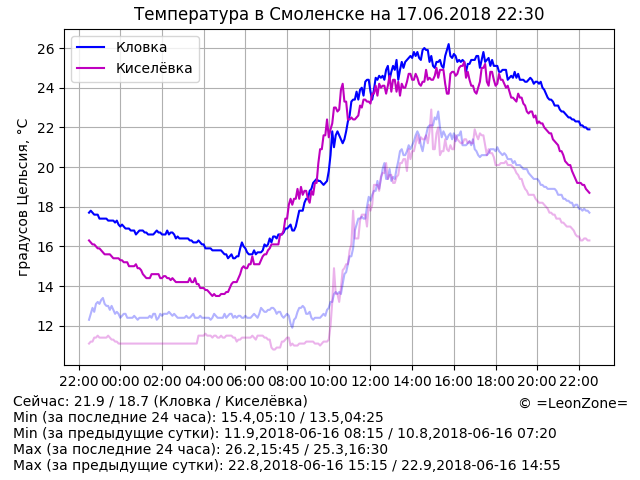 Температура в Смоленске на 17.06.2018 22:30
градусов Цельсия, °C
26
24
22
20
18
16
14
12
Кловка
Киселёвка
22:00 00:00 02:00 04:00 06:00 08:00 10:00 12:00 14:00 16:00 18:00 20:00 22:00
Сейчас: 21.9 / 18.7 (Кловка / Киселёвка)
© =LeonZone=
Min (за последние 24 часа): 15.4,05:10 / 13.5,04:25
Min (за предыдущие сутки): 11.9,2018-06-16 08:15 / 10.8,2018-06-16 07:20
Max (за последние 24 часа): 26.2,15:45 / 25.3,16:30
Max (за предыдущие сутки): 22.8,2018-06-16 15:15 / 22.9,2018-06-16 14:55